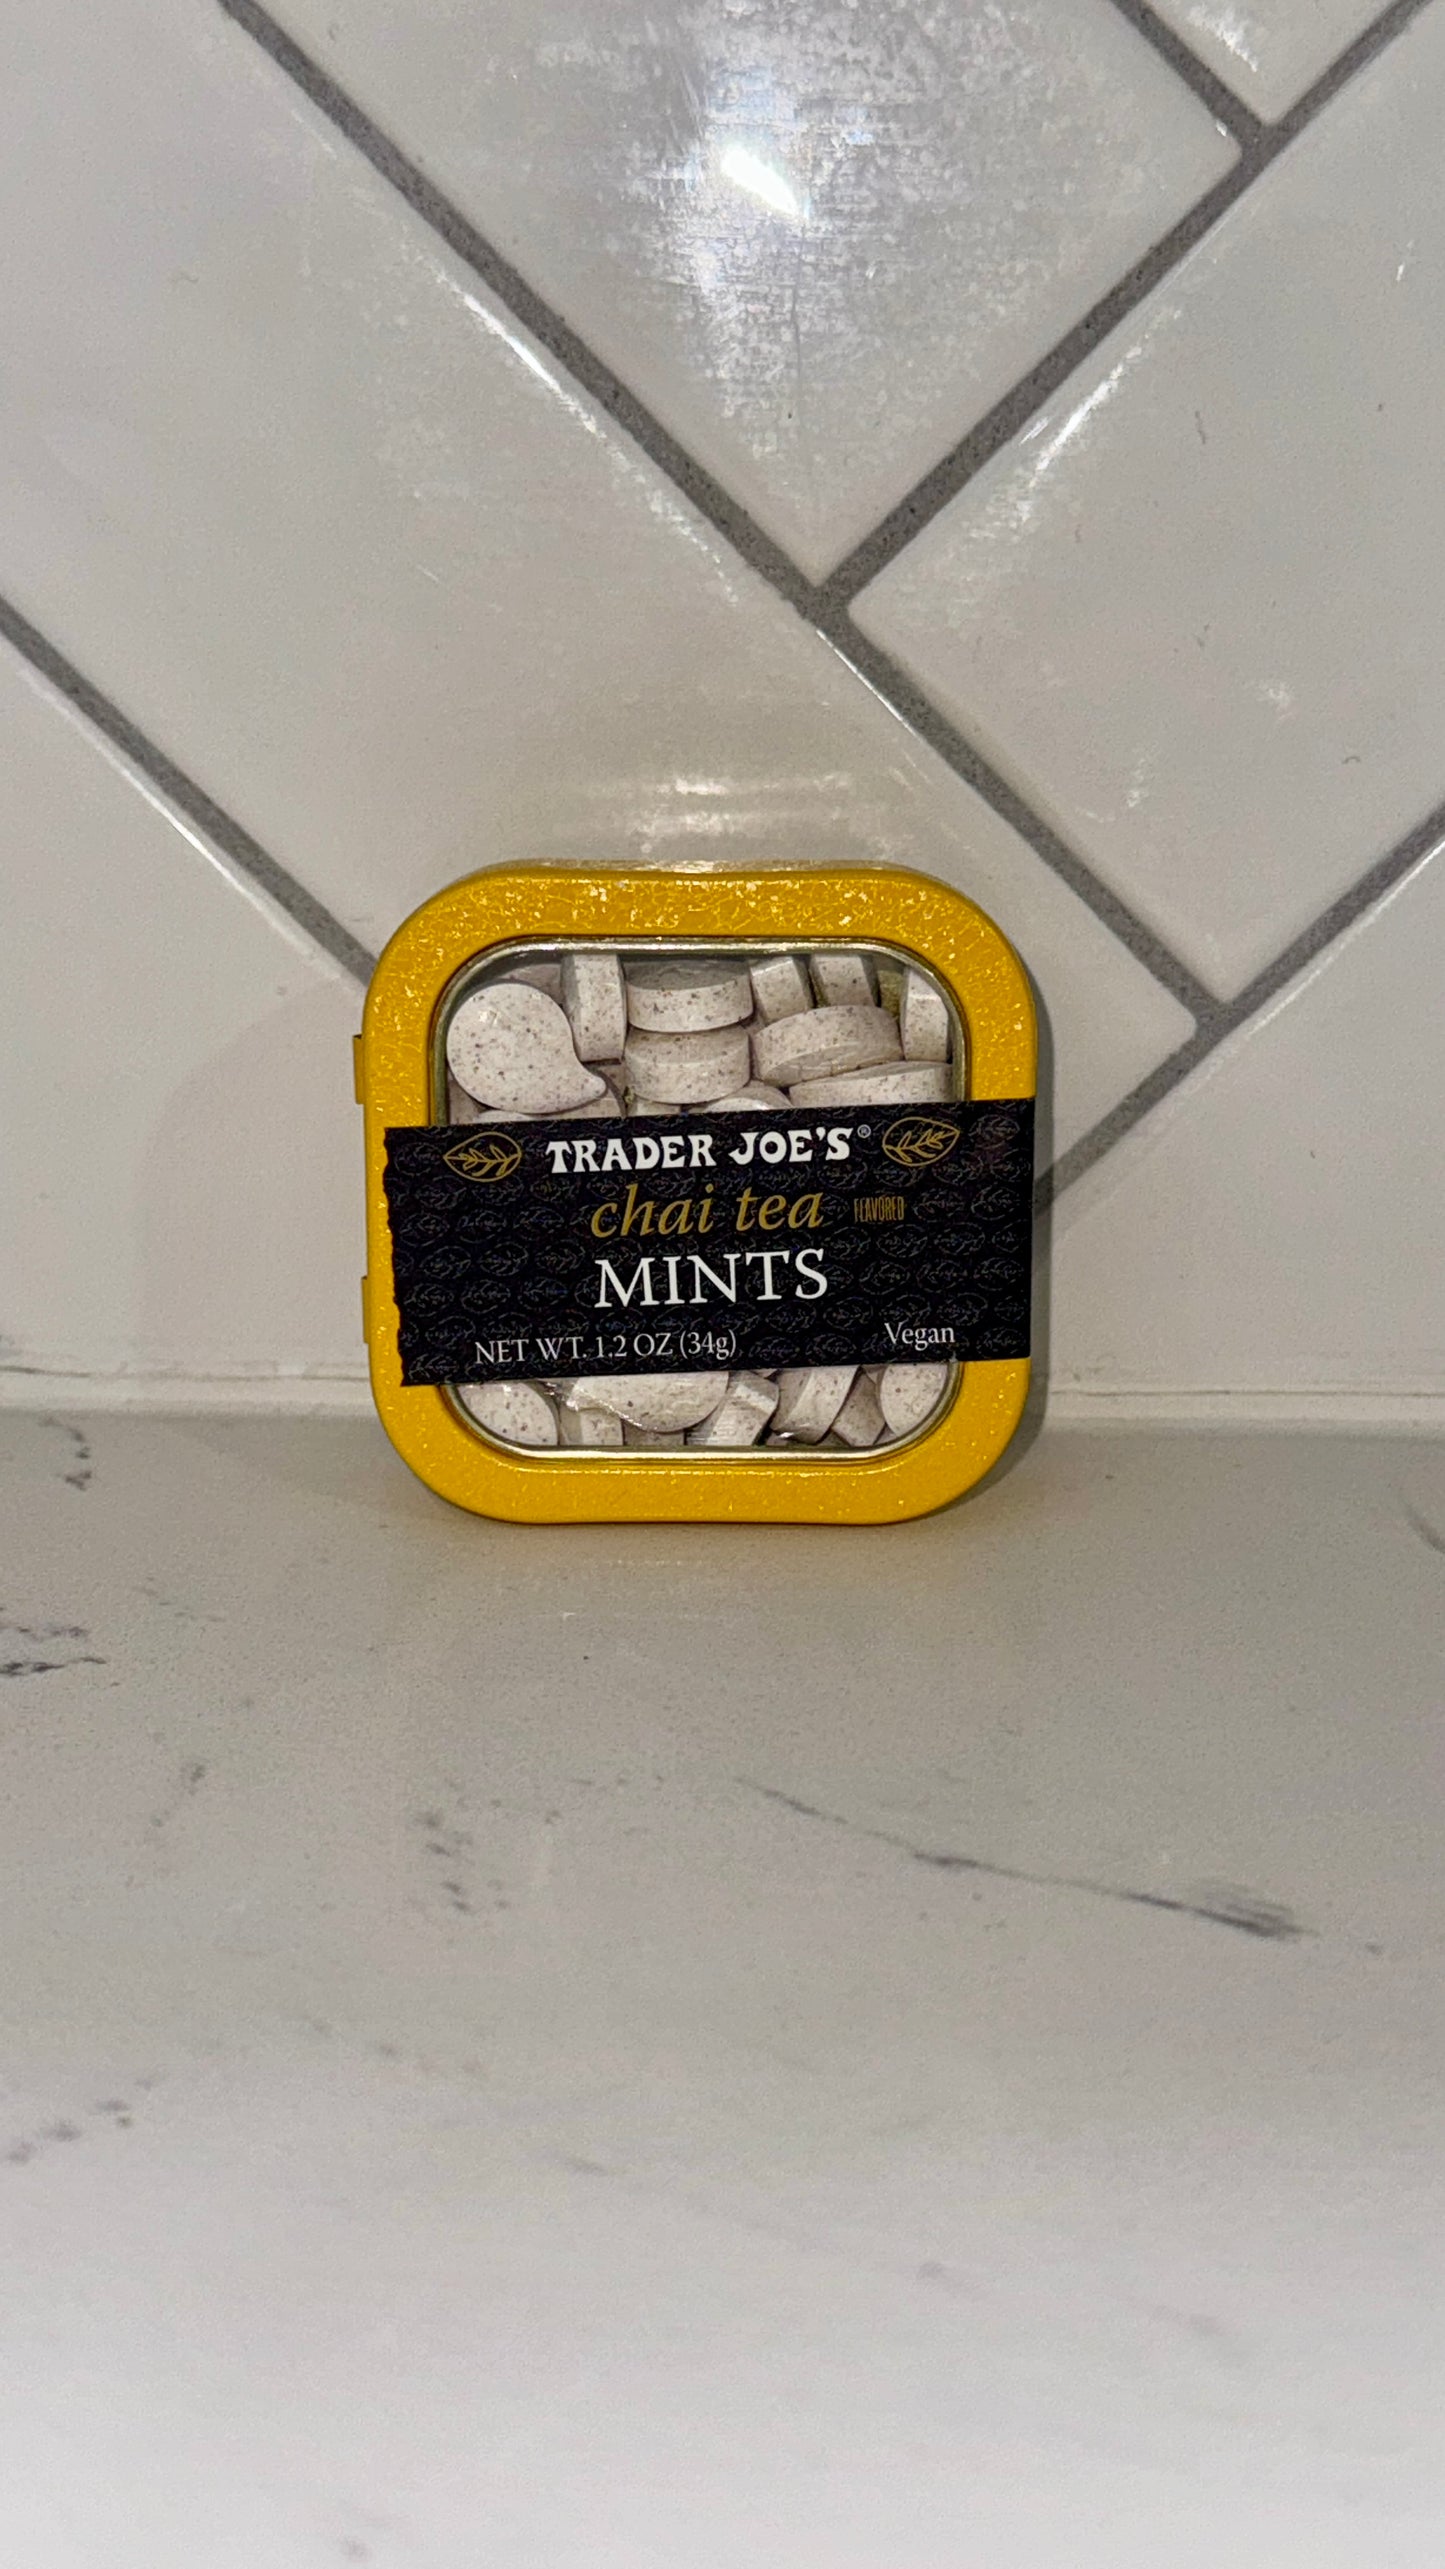 TRADER JOE'S®
chai tea FLAVORED
MINTS
NET WT. 1.2 OZ (34g) Vegan